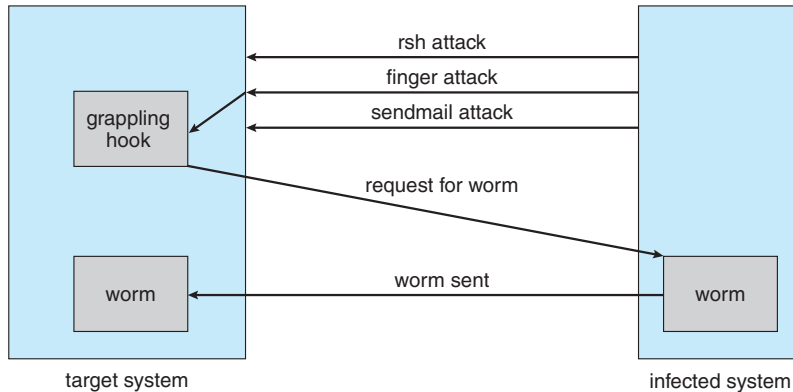 rsh attack
finger attack
sendmail attack
grappling
hook
request for worm
worm
worm sent
worm
target system
infected system